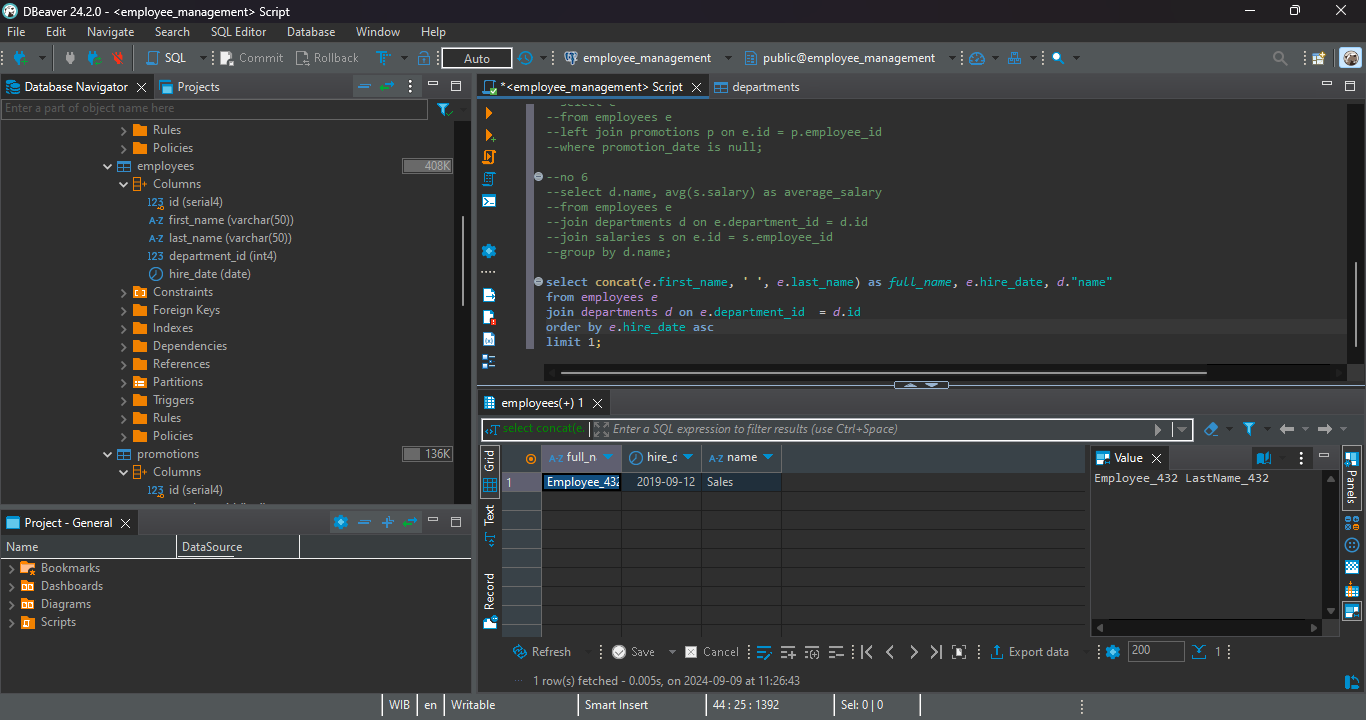 DBeaver 24.2.0 - <employee_management> Script
File Edit Navigate Search SQL Editor Database Window Help
SQL Commit Rollback Auto employee_management public@employee_management
Database Navigator Projects
Enter a part of object name here
Rules
Policies
employees 408K
Columns
123 id (serial4)
A-Z first_name (varchar(50))
A-Z last_name (varchar(50))
123 department_id (int4)
hire_date (date)
Constraints
Foreign Keys
Indexes
Dependencies
References
Partitions
Triggers
Rules
Policies
promotions 136K
Columns
123 id (serial4)
Project - General
Name DataSource
Bookmarks
Dashboards
Diagrams
Scripts
*<employee_management> Script departments
--from employees e
--left join promotions p on e.id = p.employee_id
--where promotion_date is null;
--no 6
--select d.name, avg(s.salary) as average_salary
--from employees e
--join departments d on e.department_id = d.id
--join salaries s on e.id = s.employee_id
--group by d.name;
select concat(e.first_name, ' ', e.last_name) as full_name, e.hire_date, d."name"
from employees e
join departments d on e.department_id = d.id
order by e.hire_date asc
limit 1;
employees(+) 1
select concat(e. Enter a SQL expression to filter results (use Ctrl+Space)
Grid
Text
Record
A-Z full_n hire_d A-Z name
1 Employee_432 2019-09-12 Sales
Value
Employee_432 LastName_432
Panels
Refresh Save Cancel Export data 200 1
1 row(s) fetched - 0.005s, on 2024-09-09 at 11:26:43
WIB en Writable Smart Insert 44 : 25 : 1392 Sel: 0 | 0